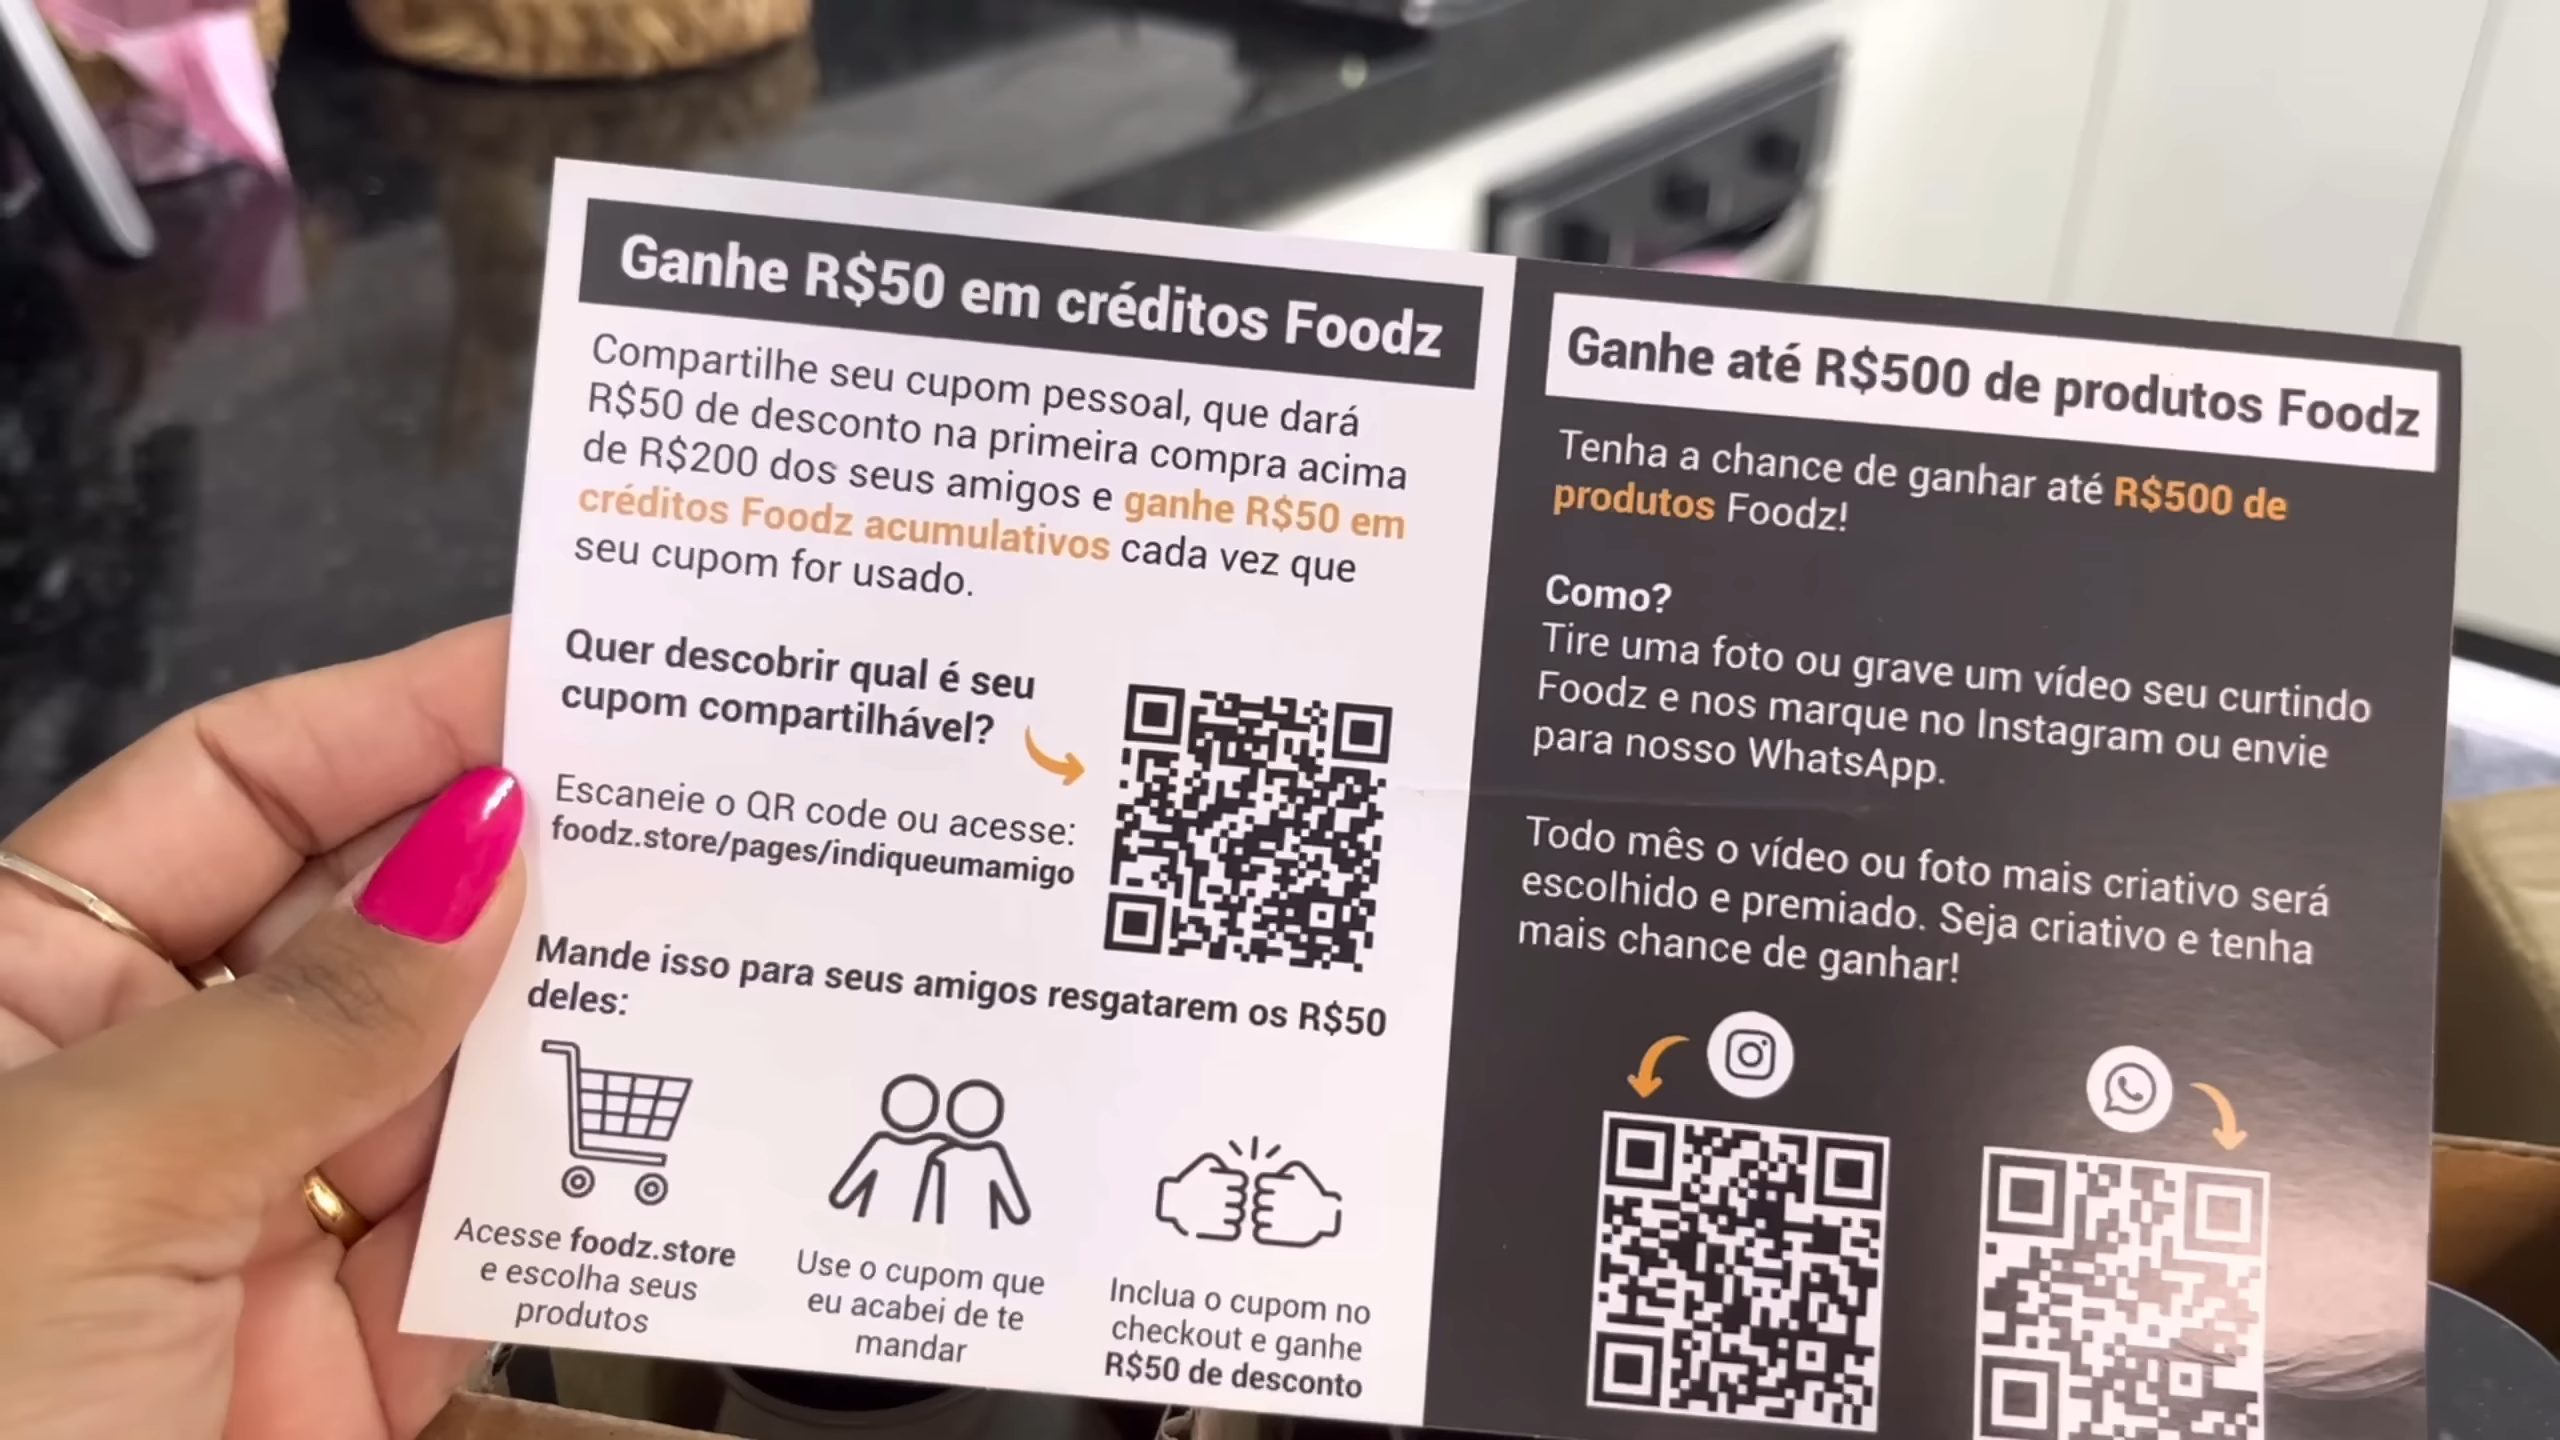 Ganhe R$50 em créditos Foodz
Compartilhe seu cupom pessoal, que dará
R$50 de desconto na primeira compra acima
de R$200 dos seus amigos e ganhe R$50 em
créditos Foodz acumulativos cada vez que
seu cupom for usado.
Quer descobrir qual é seu
cupom compartilhável?
Escaneie o QR code ou acesse:
foodz.store/pages/indiqueumamigo
Mande isso para seus amigos resgatarem os R$50
deles:
Acesse foodz.store
e escolha seus
produtos
Use o cupom que
eu acabei de te
mandar
Inclua o cupom no
checkout e ganhe
R$50 de desconto
Ganhe até R$500 de produtos Foodz
Tenha a chance de ganhar até R$500 de
produtos Foodz!
Como?
Tire uma foto ou grave um vídeo seu curtindo
Foodz e nos marque no Instagram ou envie
para nosso WhatsApp.
Todo mês o vídeo ou foto mais criativo será
escolhido e premiado. Seja criativo e tenha
mais chance de ganhar!